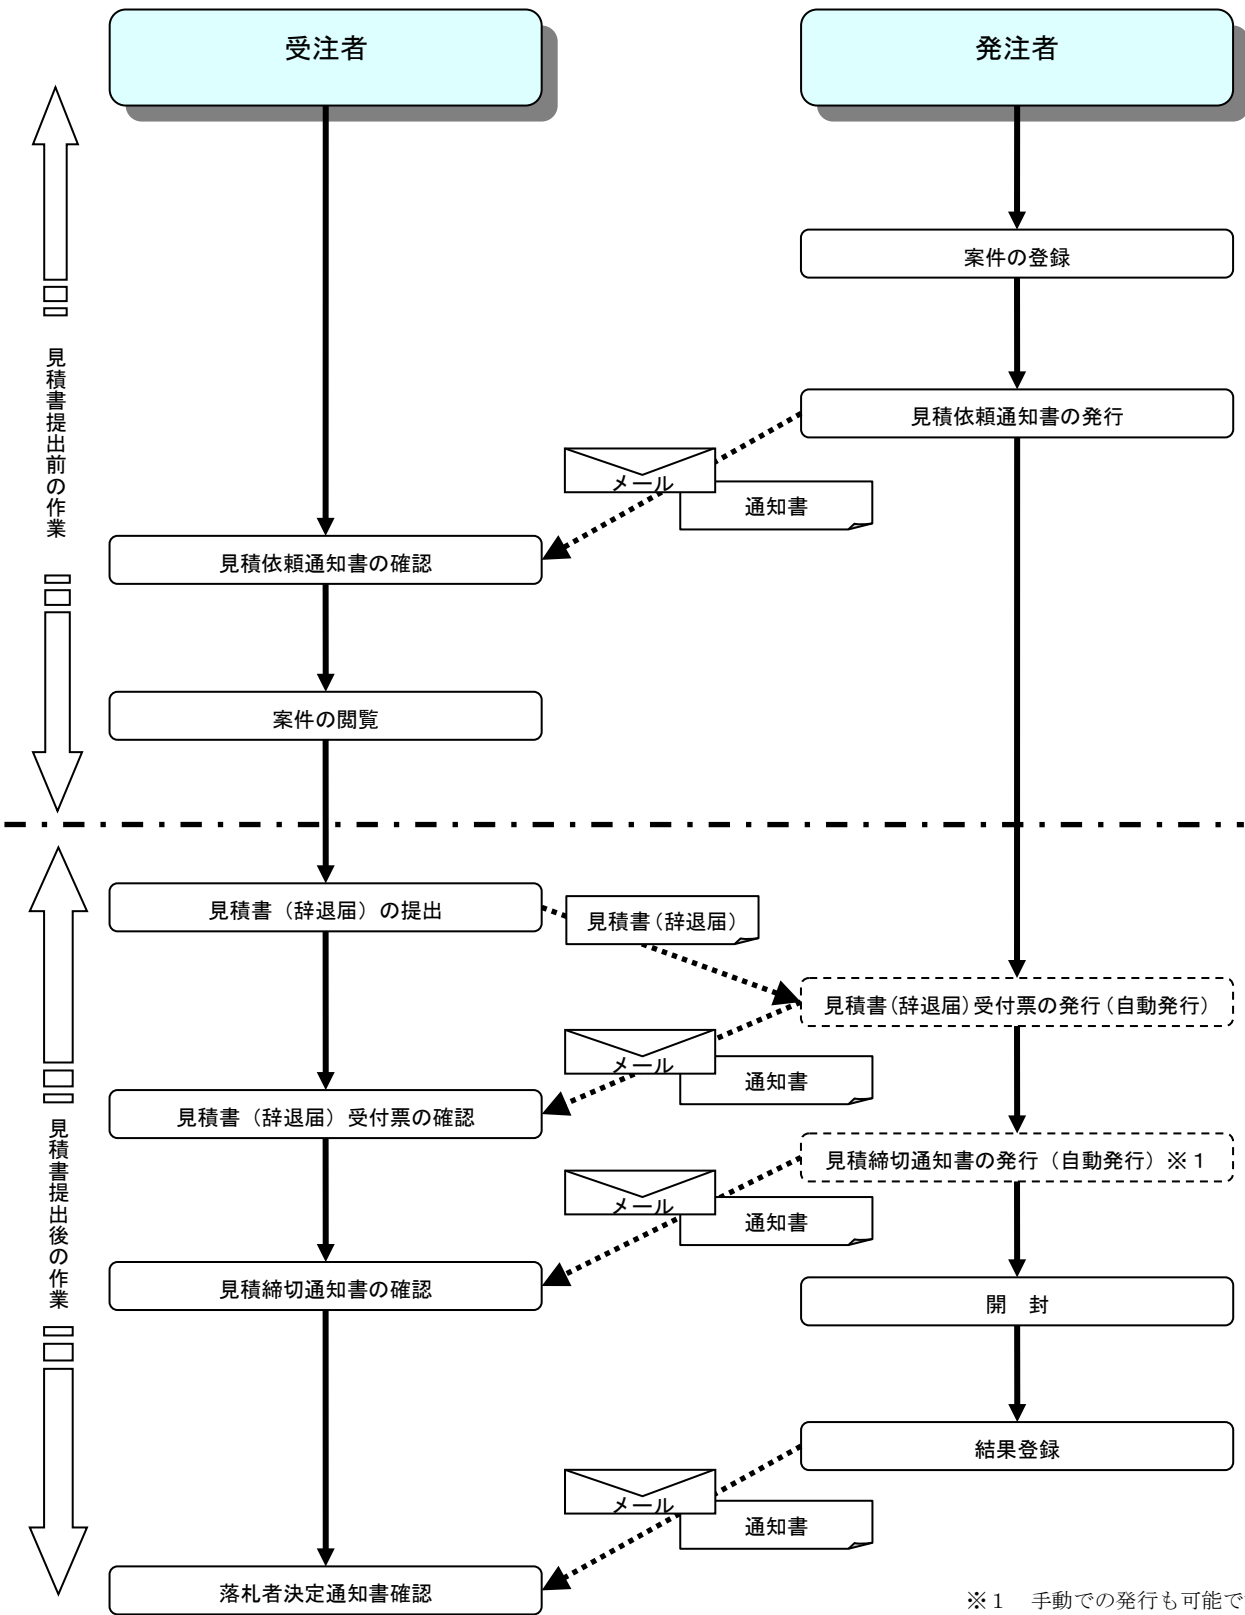 受注者
発注者
案件の登録
見積書提出前の作業
見積依頼通知書の発行
メール
通知書
見積依頼通知書の確認
案件の閲覧
見積書（辞退届）の提出
見積書（辞退届）
見積書（辞退届）受付票の発行（自動発行）
メール
通知書
見積書（辞退届）受付票の確認
見積書提出後の作業
見積締切通知書の発行（自動発行）※１
メール
通知書
見積締切通知書の確認
開　封
結果登録
メール
通知書
落札者決定通知書確認
※１　手動での発行も可能で